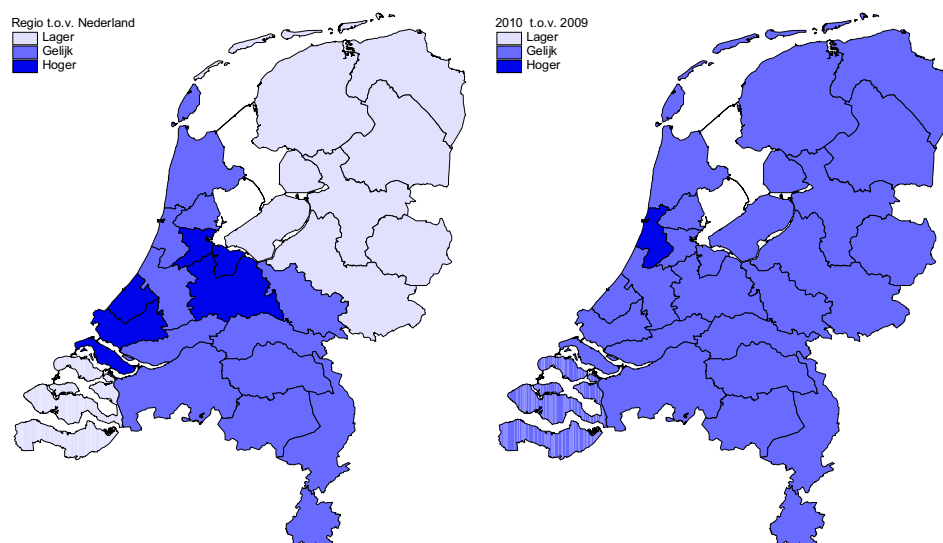 Regio t.o.v. Nederland
Lager
Gelijk
Hoger
2010 t.o.v. 2009
Lager
Gelijk
Hoger